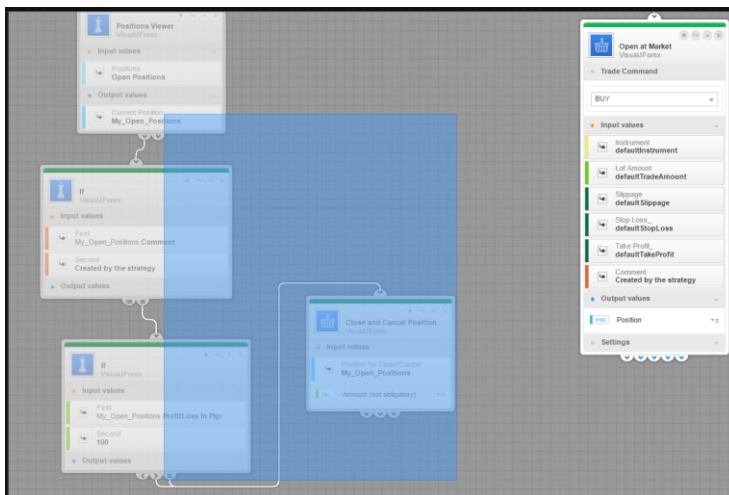 Positions Viewer
VisualJForex
Input values
Positions
Open Positions
Output values
Current Position
My_Open_Positions
If
VisualJForex
Input values
First
My_Open_Positions.Comment
Second
Created by the strategy
Output values
If
VisualJForex
Input values
First
My_Open_Positions.ProfitLoss In Pips
Second
100
Output values
Close and Cancel Position
VisualJForex
Input values
Position for Close/Cancel
My_Open_Positions
Amount (not obligatory)
Open at Market
VisualJForex
Trade Command
BUY
Input values
Instrument
defaultInstrument
Lot Amount
defaultTradeAmount
Slippage
defaultSlippage
Stop Loss_
defaultStopLoss
Take Profit_
defaultTakeProfit
Comment
Created by the strategy
Output values
Position
Settings